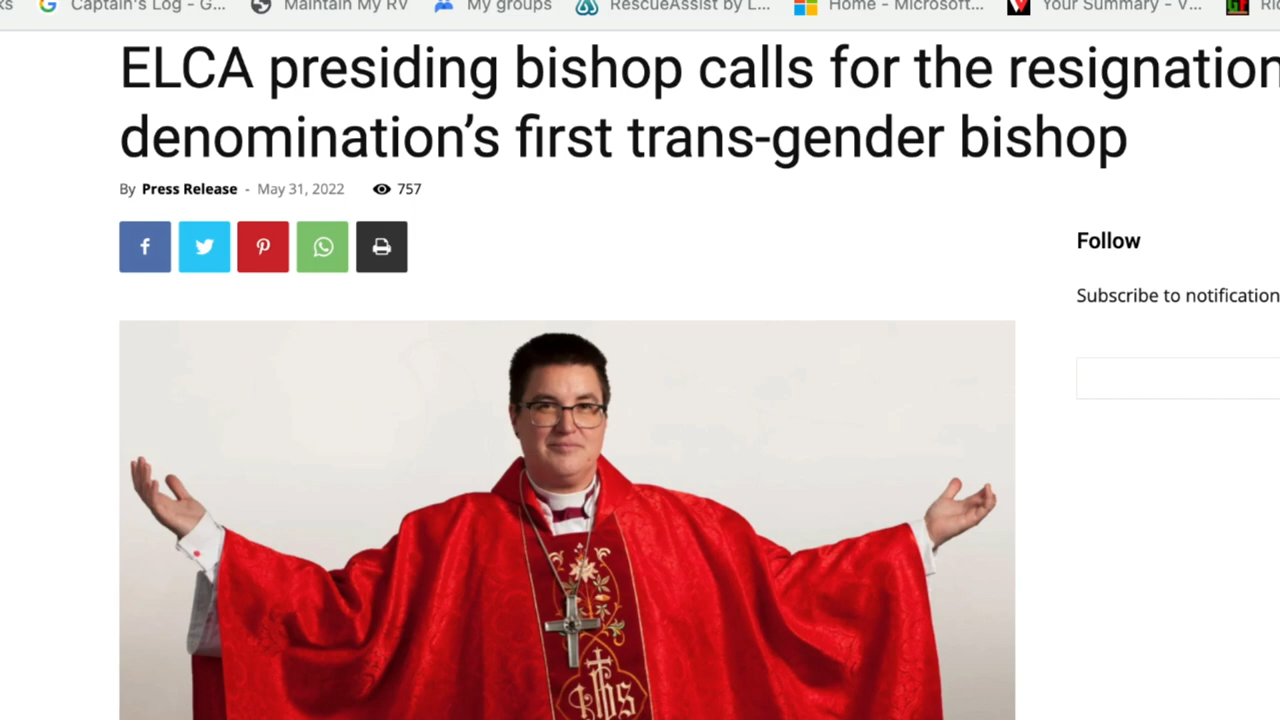 Captain's Log - G... Maintain My RV My groups RescueAssist by L... Home - Microsoft... Your Summary - V...
ELCA presiding bishop calls for the resignation
denomination's first trans-gender bishop
By Press Release - May 31, 2022 757
Follow
Subscribe to notification
ihs